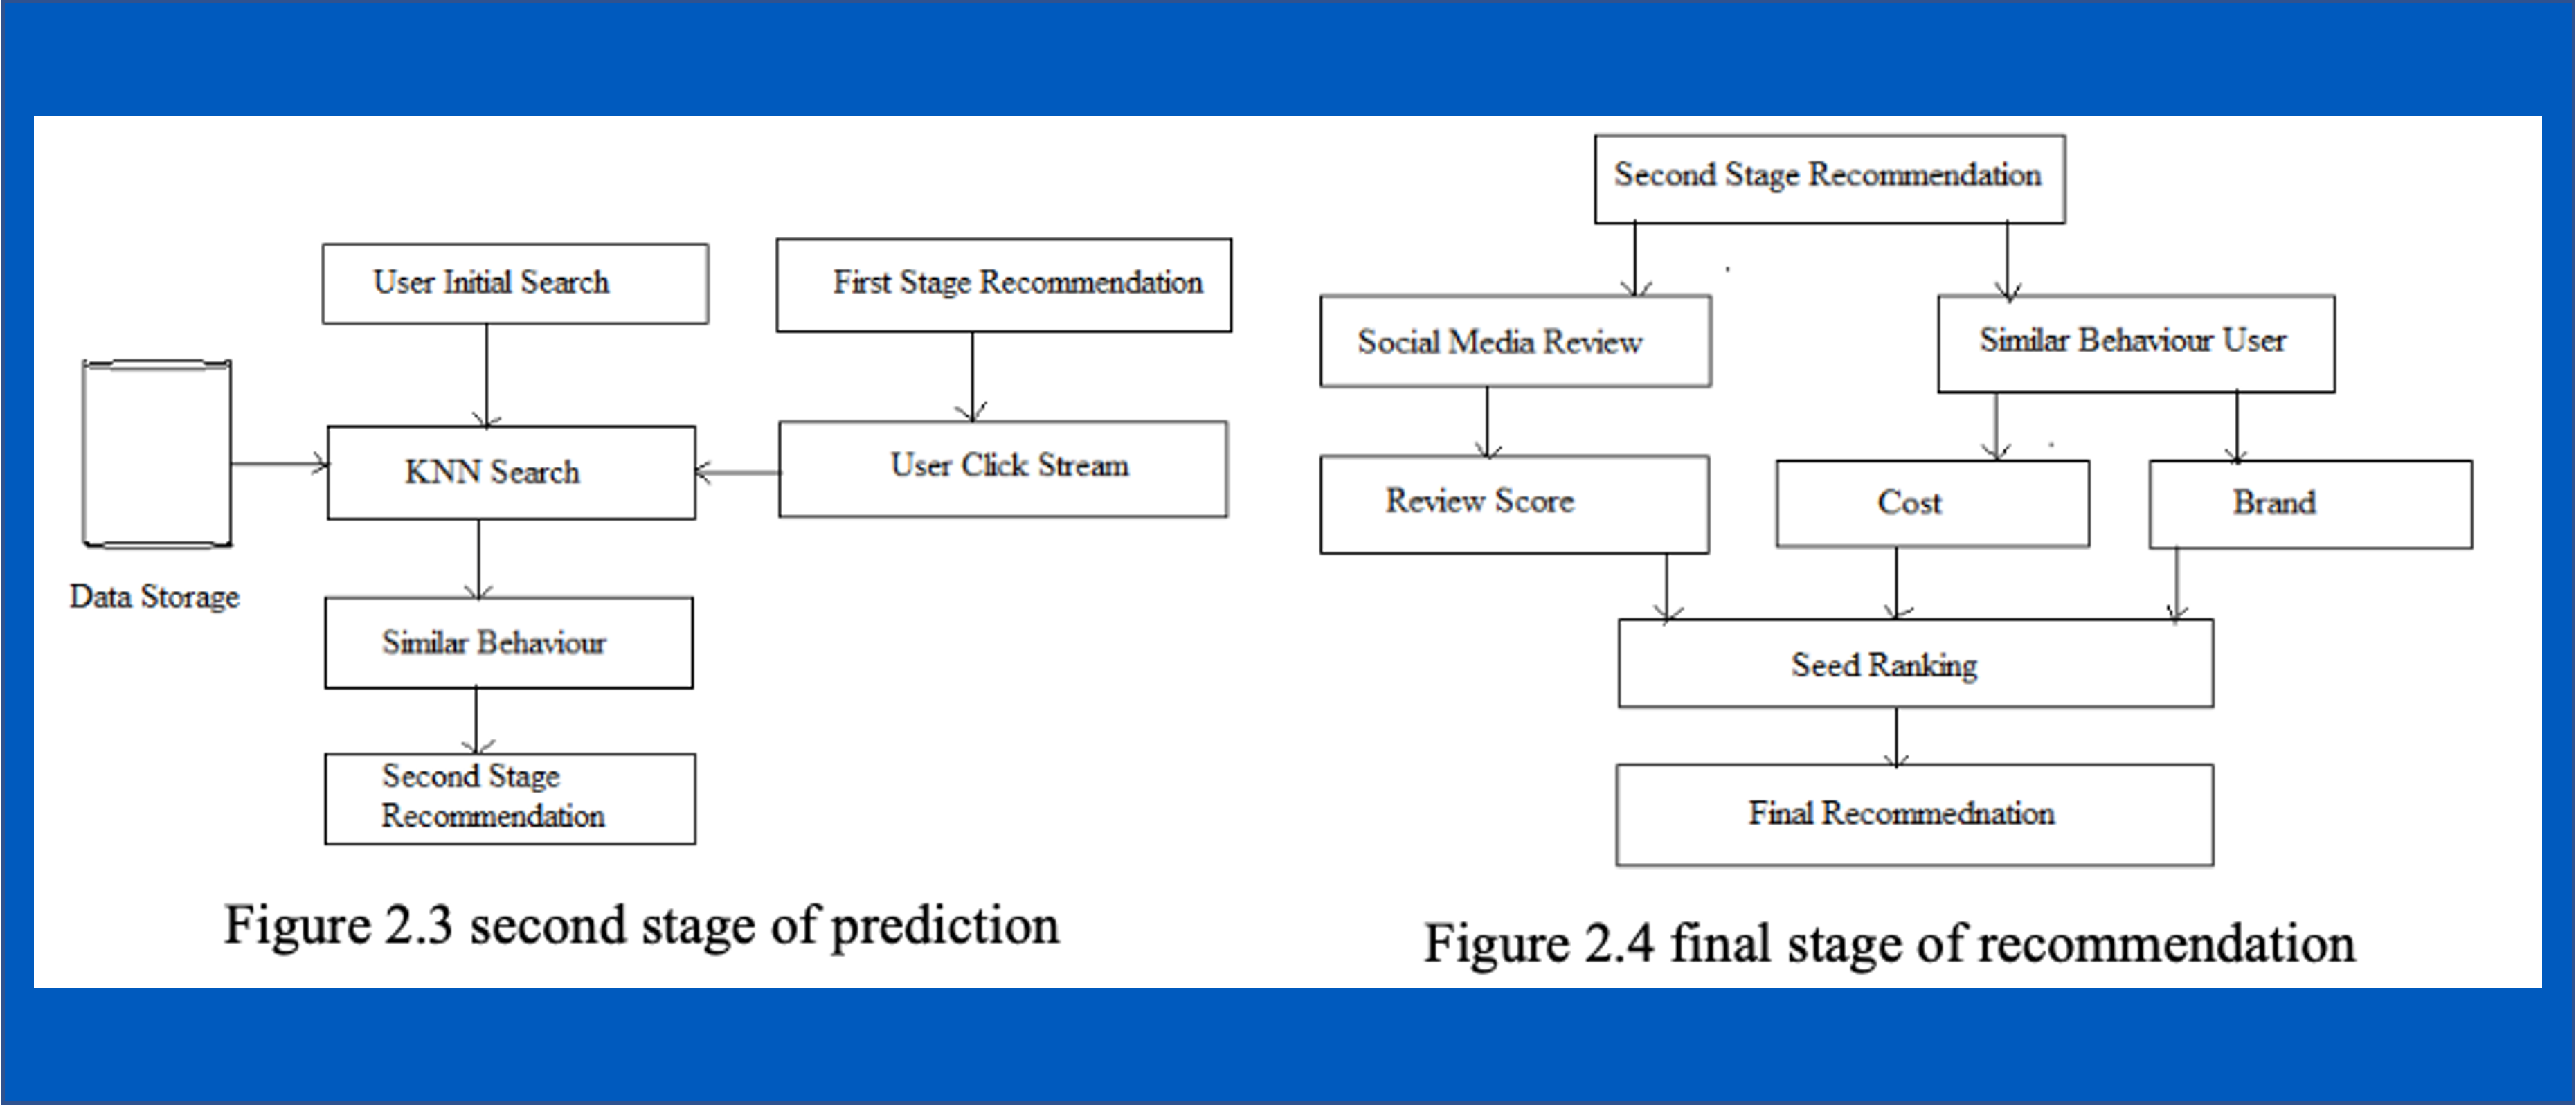 User Initial Search
First Stage Recommendation
KNN Search
User Click Stream
Data Storage
Similar Behaviour
Second Stage
Recommendation
Figure 2.3 second stage of prediction
Second Stage Recommendation
Social Media Review
Similar Behaviour User
Review Score
Cost
Brand
Seed Ranking
Final Recommednation
Figure 2.4 final stage of recommendation